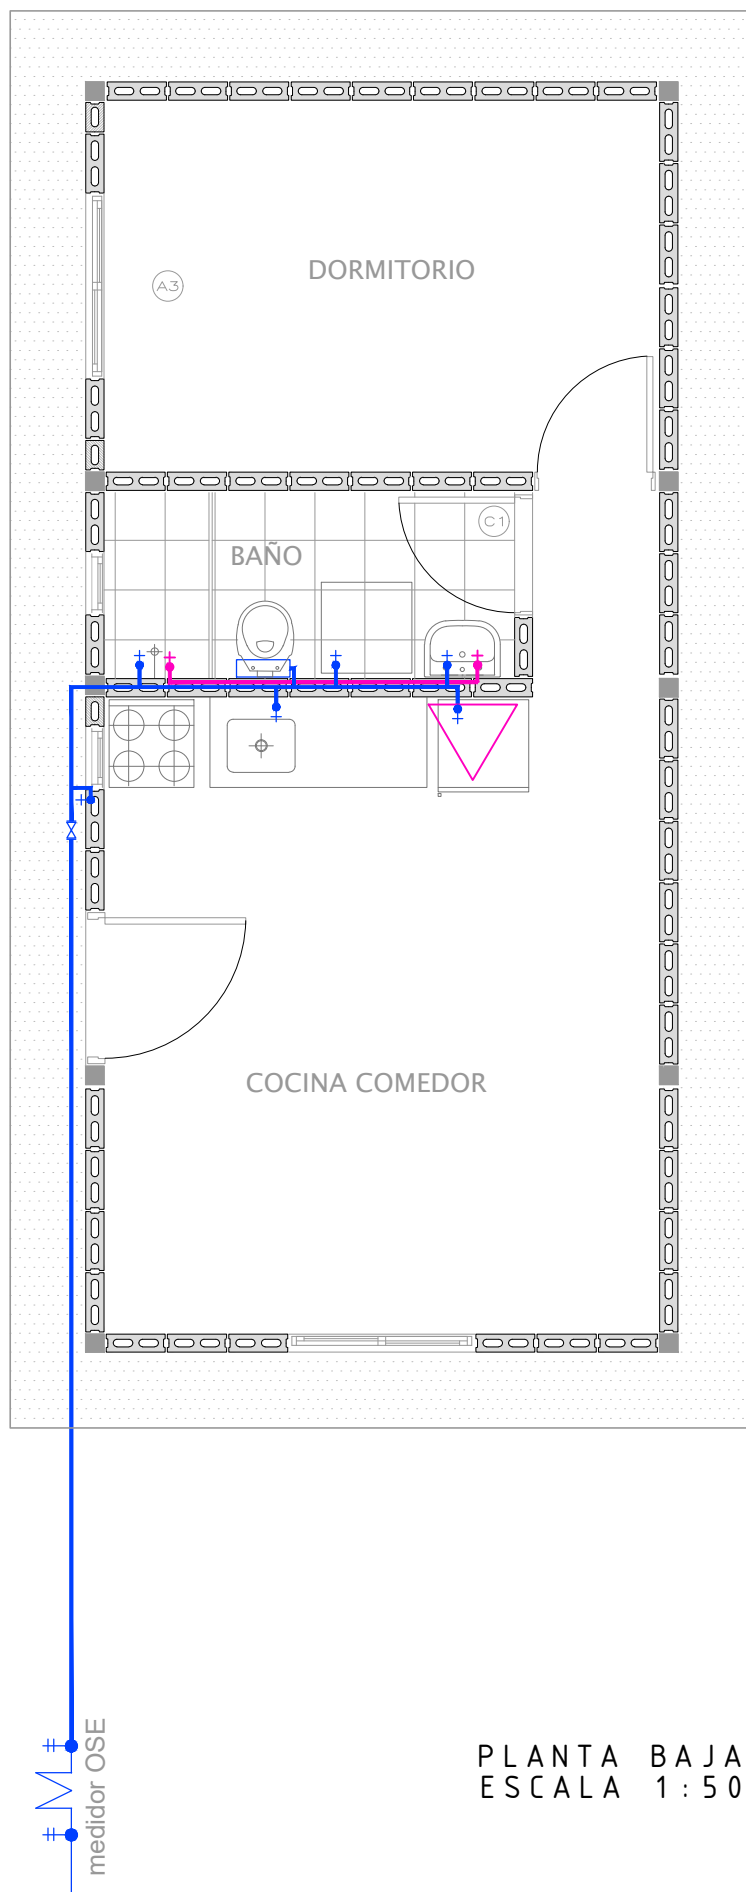 DORMITORIO
A3
C1
BAÑO
COCINA COMEDOR
medidor OSE
PLANTA BAJA
ESCALA 1:50